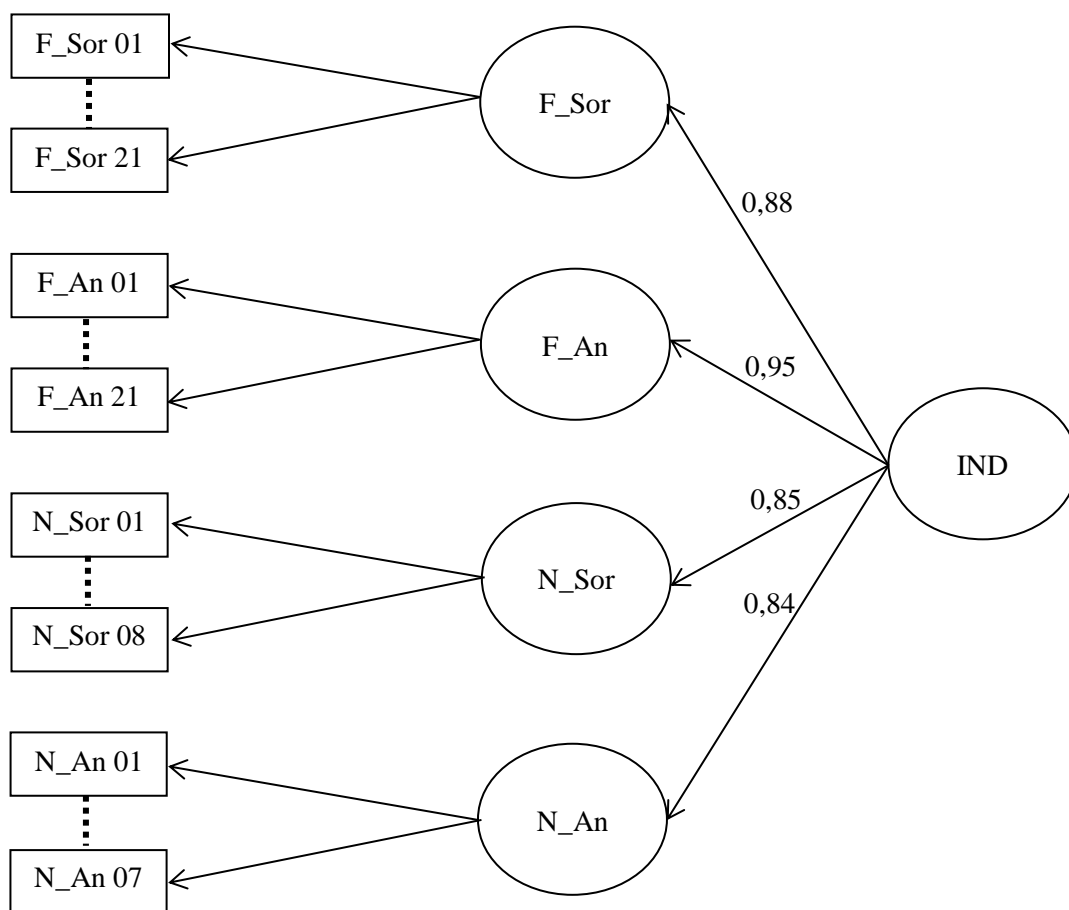 F_Sor 01
F_Sor 21
F_Sor
0,88
F_An 01
F_An 21
F_An
0,95
IND
N_Sor 01
N_Sor 08
N_Sor
0,85
0,84
N_An 01
N_An 07
N_An